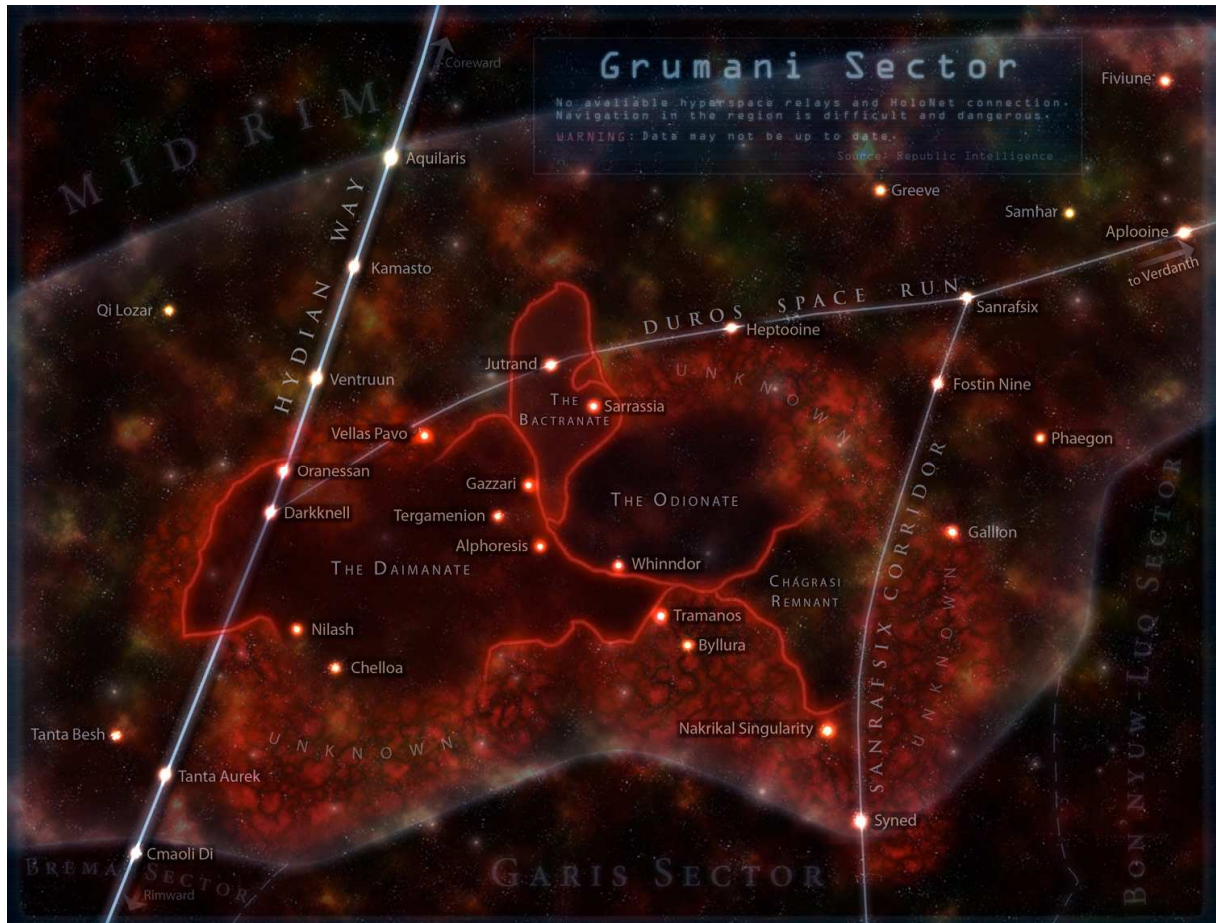 Coreward
Grumani Sector
No avaliable hyperspace relays and HoloNet connection.
Navigation in the region is difficult and dangerous.
WARNING: Data may not be up to date.
Source: Republic Intelligence
Fiviune
MID RIM
Aquilaris
Greeve
Samhar
Aplooine
to Verdanth
HYDIAN WAY
Kamasto
Qi Lozar
DUROS SPACE RUN
Sanrafsix
Heptooine
Jutrand
Ventruun
UNKNOWN
Fostin Nine
THE
BACTRANATE
Sarrassia
Vellas Pavo
Phaegon
Oranessan
Gazzari
THE ODIONATE
Darkknell
Tergamenion
Gallion
Alphoresis
THE DAIMANATE
Whinndor
CHAGRASI
REMNANT
SANRAFSIX CORRIDOR
UNKNOWN
Tramanos
Nilash
Byllura
Chelloa
Nakrikal Singularity
Tanta Besh
UNKNOWN
Tanta Aurek
Syned
Cmaoli Di
BREMA SECTOR
Rimward
GARIS SECTOR
BON'NYUW-LUQ SECTOR